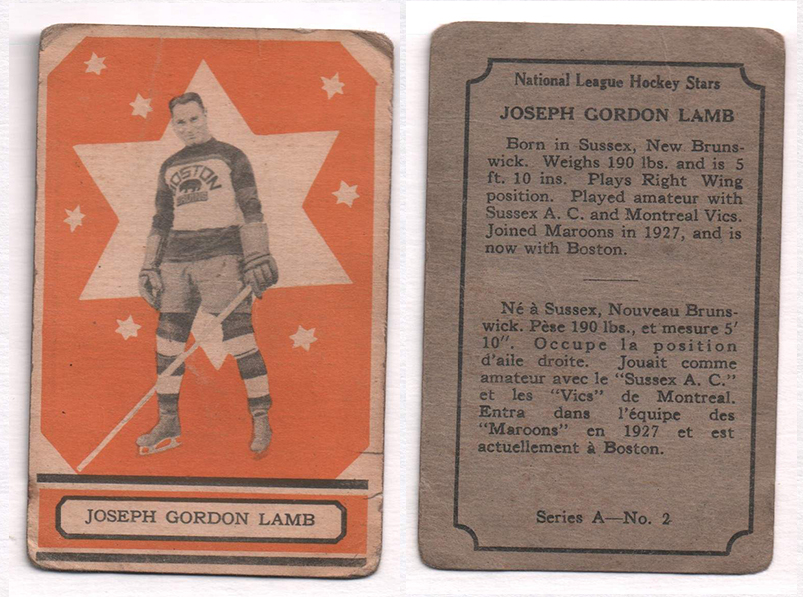 BOSTON
JOSEPH GORDON LAMB
National League Hockey Stars
JOSEPH GORDON LAMB
Born in Sussex, New Bruns-
wick. Weighs 190 lbs. and is 5
ft. 10 ins. Plays Right Wing
position. Played amateur with
Sussex A. C. and Montreal Vics.
Joined Maroons in 1927, and is
now with Boston.
Né à Sussex, Nouveau Bruns-
wick. Pèse 190 lbs., et mesure 5'
10". Occupe la position
d'aile droite. Jouait comme
amateur avec le "Sussex A. C."
et les "Vics" de Montreal.
Entra dans l'équipe des
"Maroons" en 1927 et est
actuellement à Boston.
Series A—No. 2